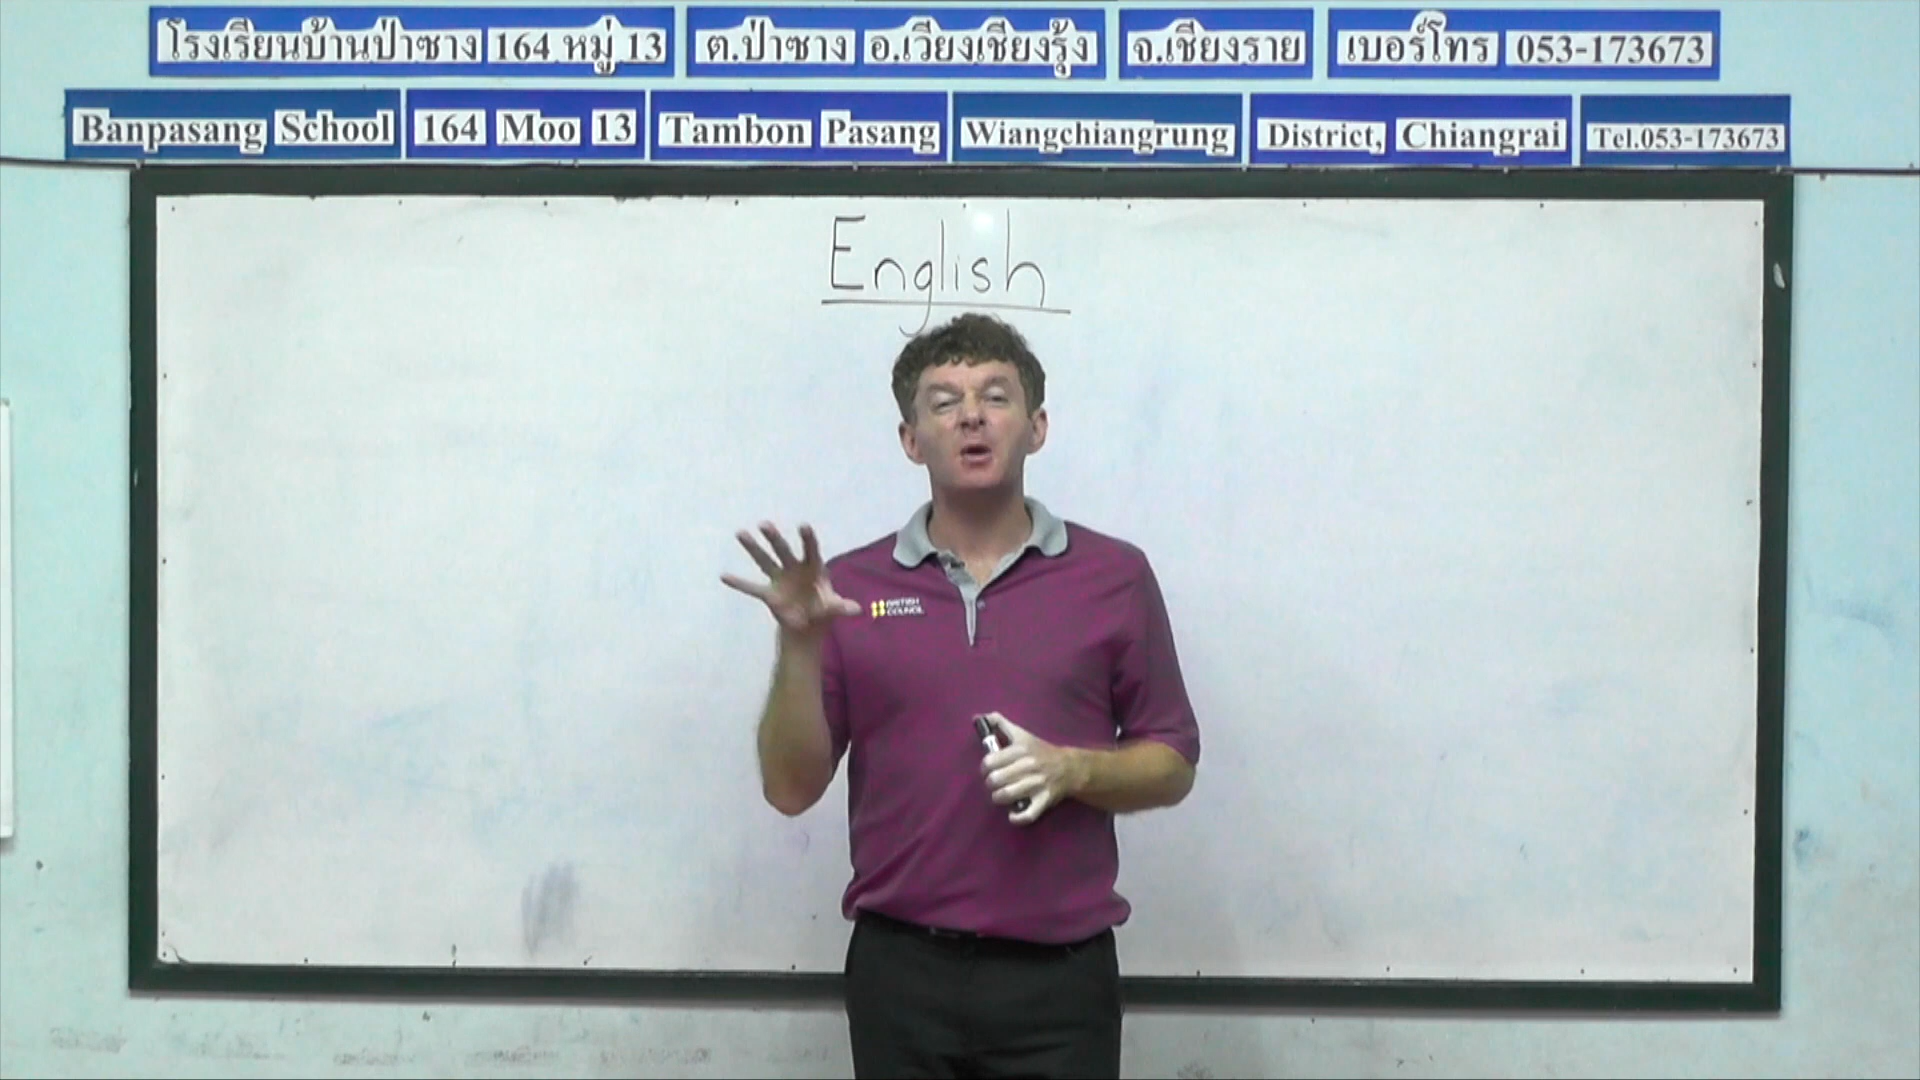 โรงเรียนบ้านป่าซาง 164 หมู่ 13 ต.ป่าซาง อ.เวียงเชียงรุ้ง จ.เชียงราย เบอร์โทร 053-173673
Banpasang School 164 Moo 13 Tambon Pasang Wiangchiangrung District, Chiangrai Tel.053-173673
English
BRITISH
COUNCIL